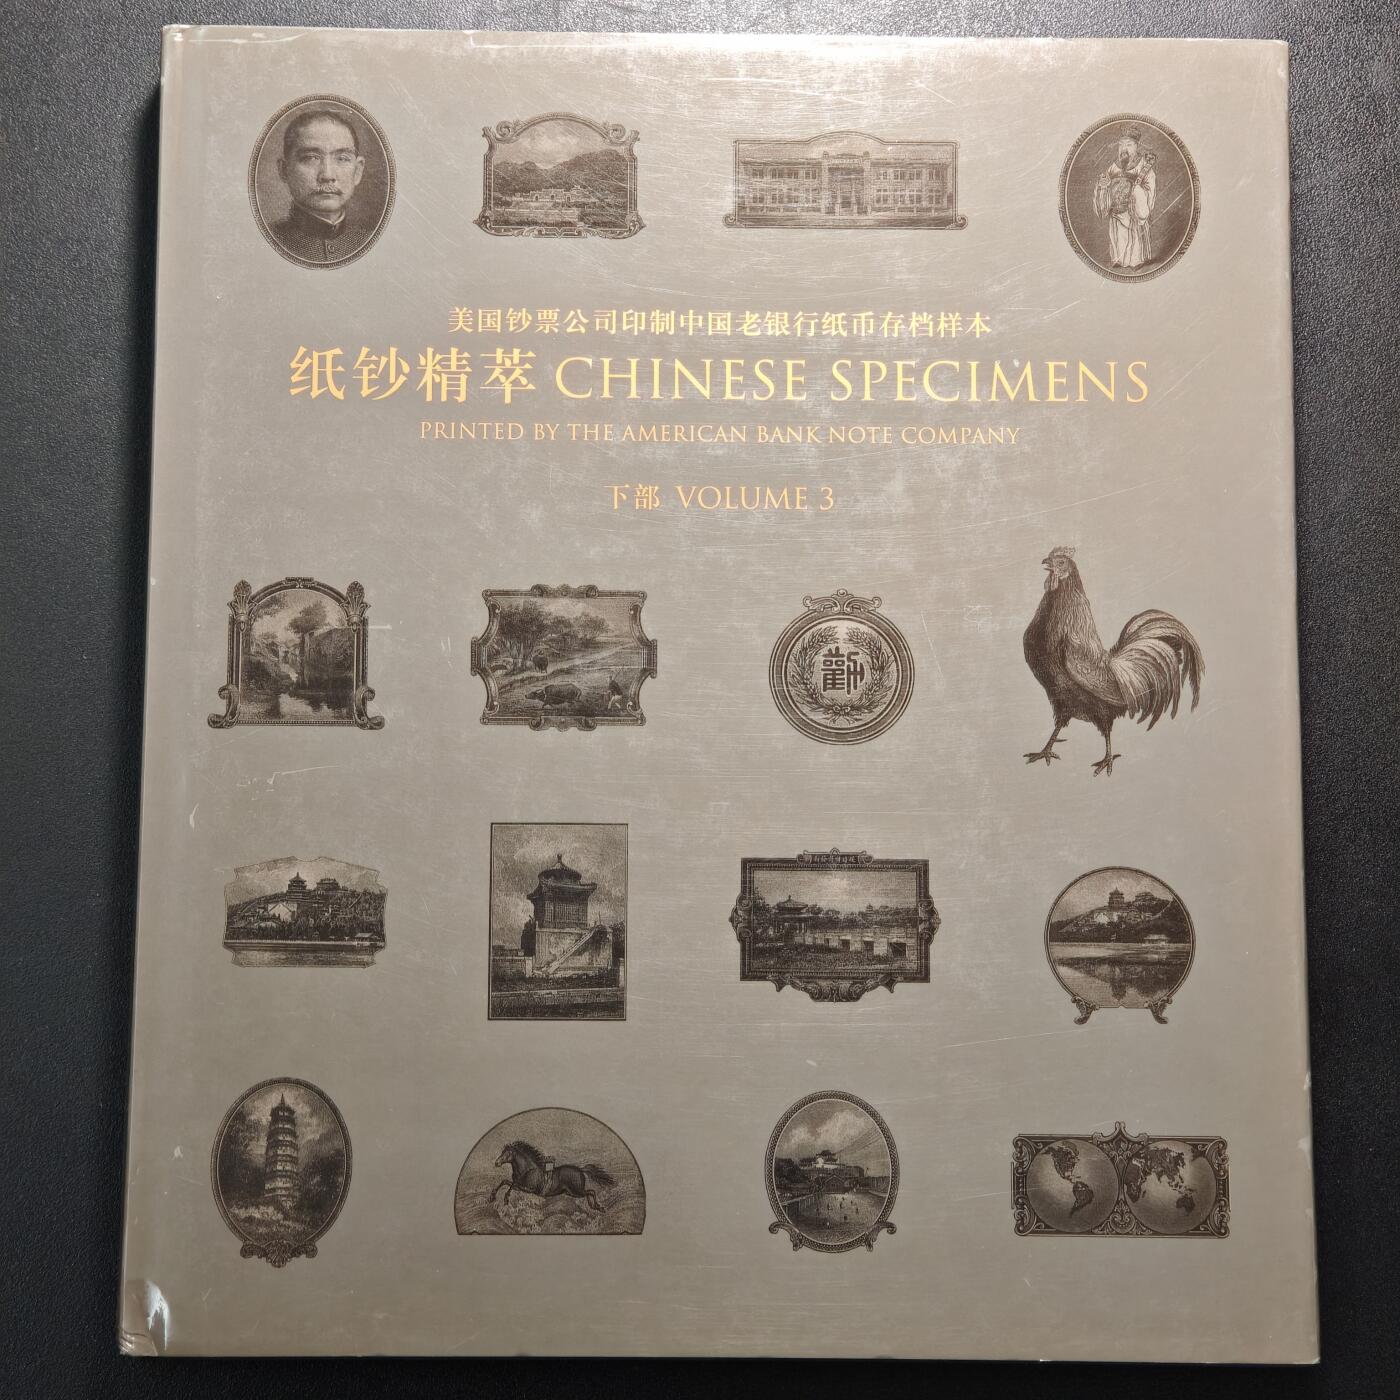 美国钞票公司印制中国老银行纸币存档样本
纸钞精萃 CHINESE SPECIMENS
PRINTED BY THE AMERICAN BANK NOTE COMPANY
下部 VOLUME 3